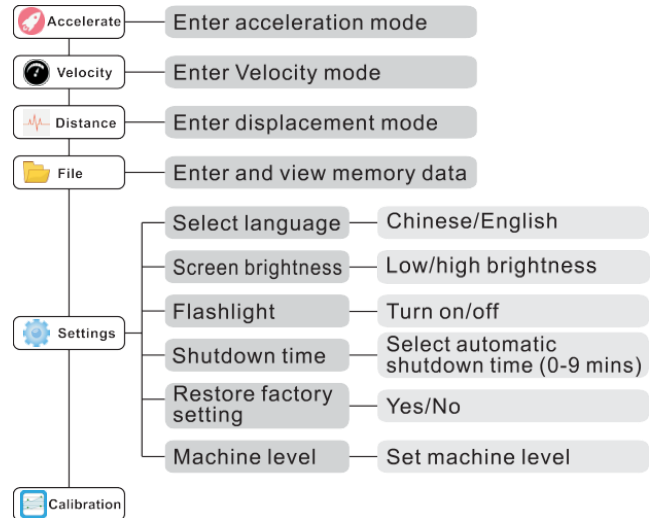 Accelerate
Enter acceleration mode
Velocity
Enter Velocity mode
Distance
Enter displacement mode
File
Enter and view memory data
Settings
Select language
Chinese/English
Screen brightness
Low/high brightness
Flashlight
Turn on/off
Shutdown time
Select automatic
shutdown time (0-9 mins)
Restore factory
setting
Yes/No
Machine level
Set machine level
Calibration